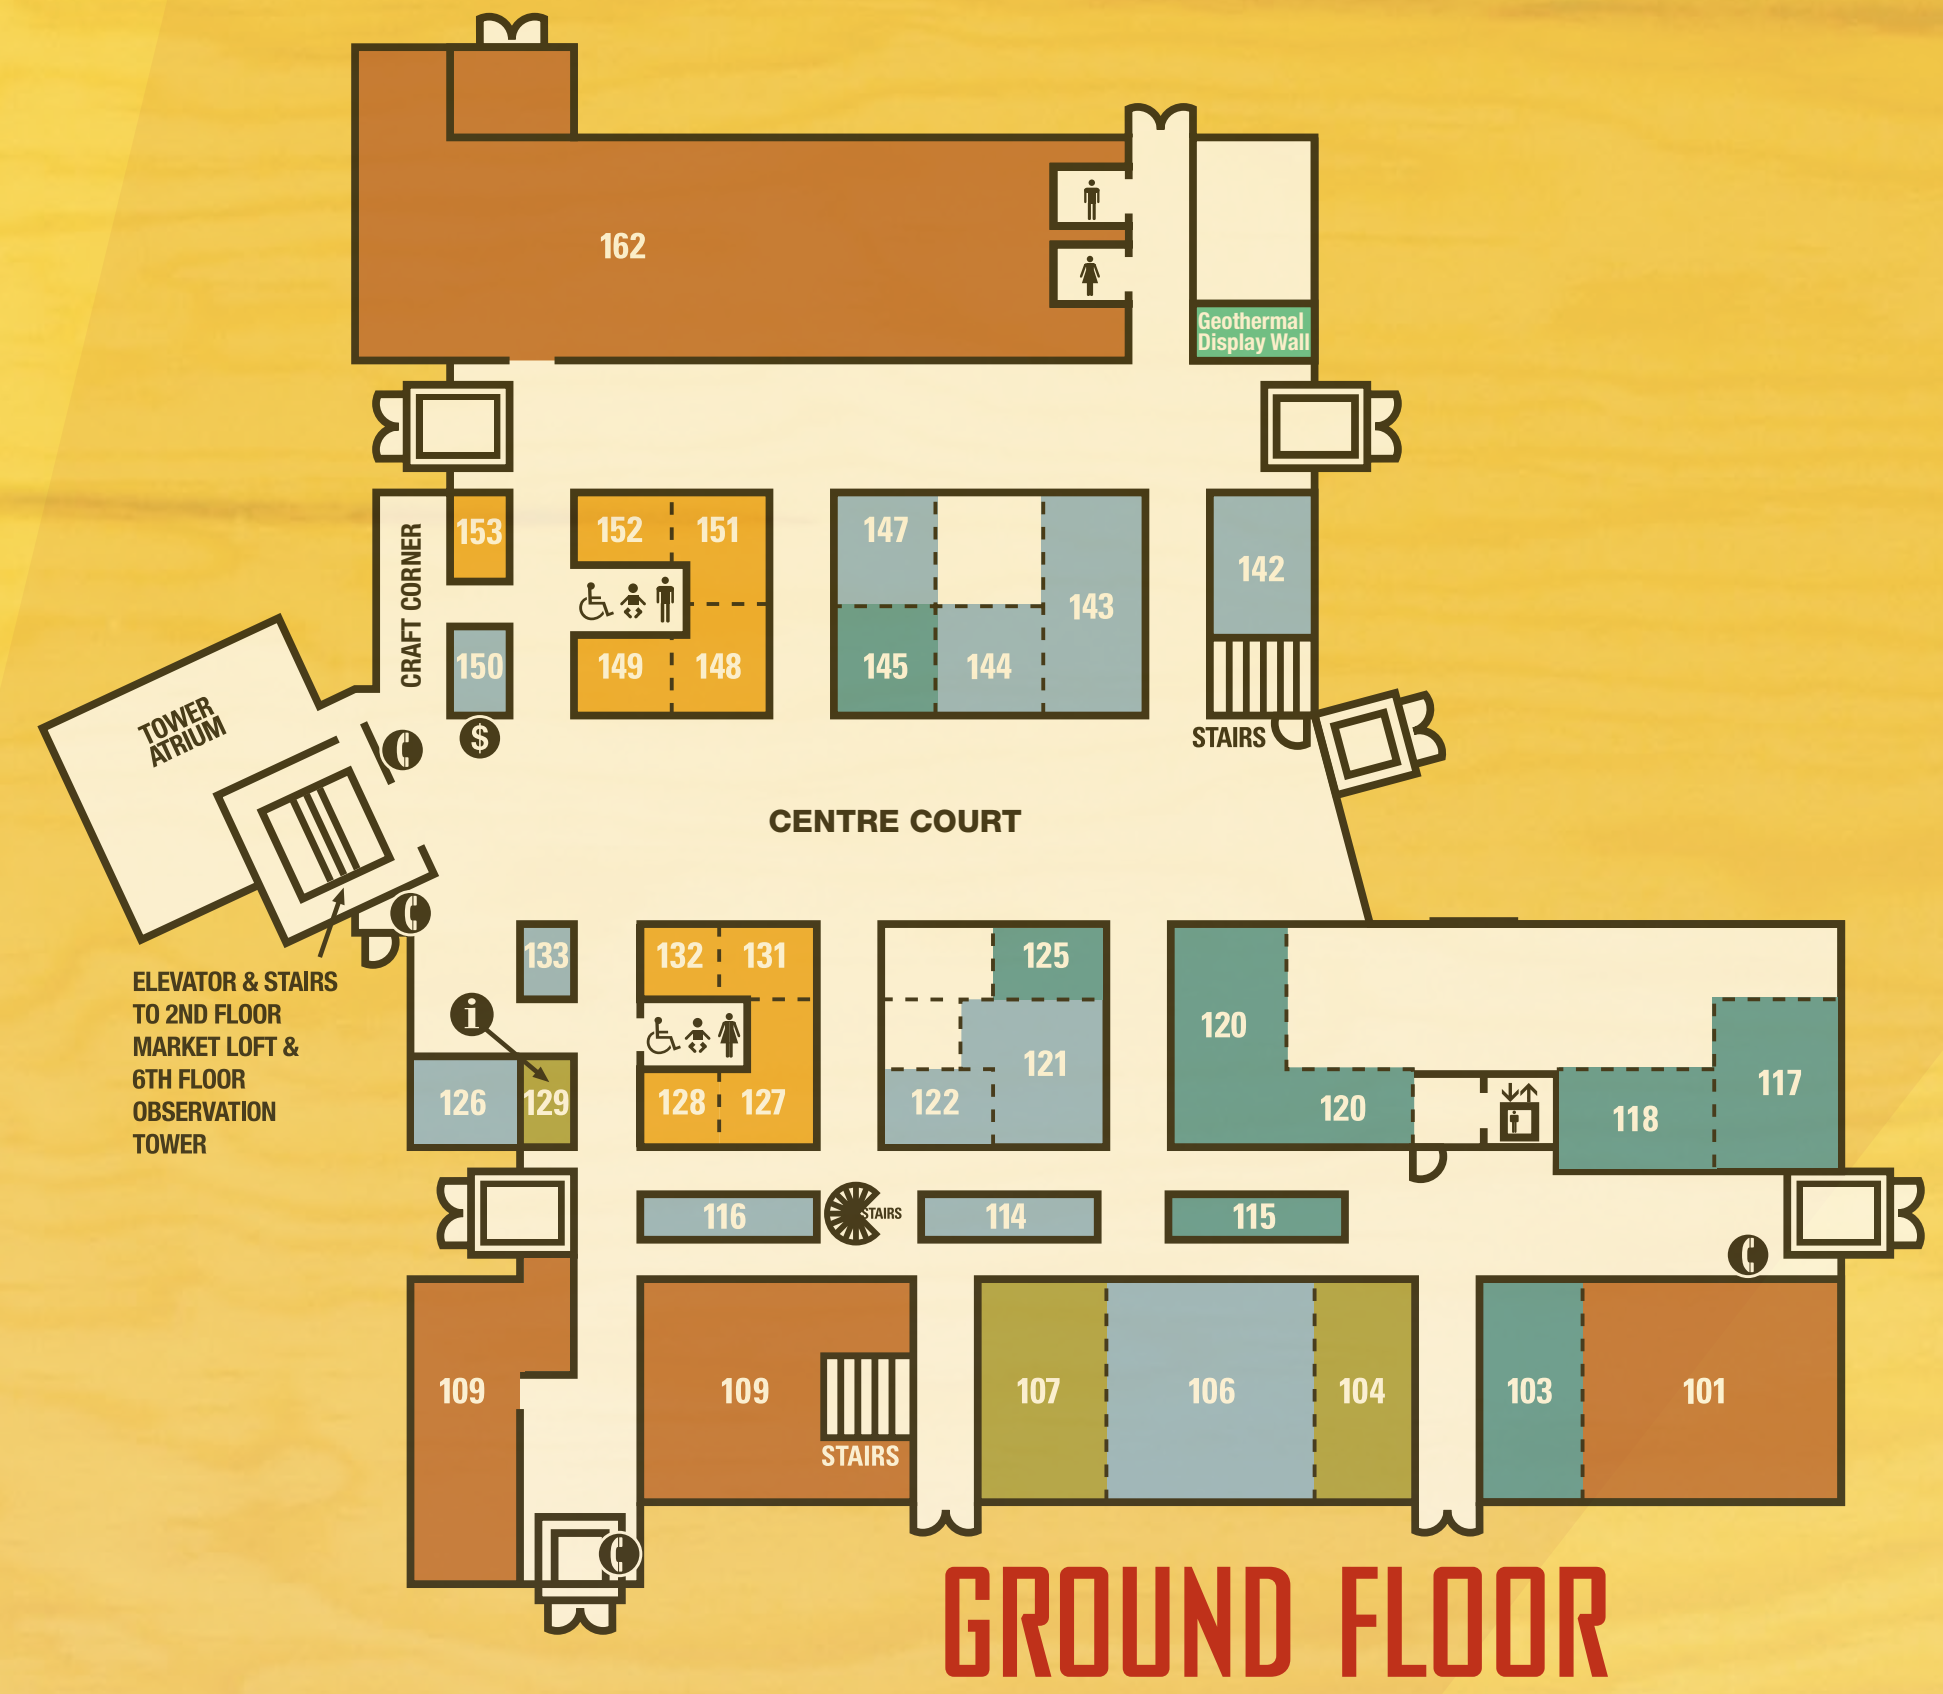 162
Geothermal
Display Wall
CRAFT CORNER
153
152
151
147
142
143
150
149
148
145
144
TOWER
ATRIUM
$
STAIRS
CENTRE COURT
133
132
131
125
ELEVATOR & STAIRS
TO 2ND FLOOR
MARKET LOFT &
6TH FLOOR
OBSERVATION
TOWER
i
120
121
117
126
129
128
127
122
120
118
116
STAIRS
114
115
109
109
107
106
104
103
101
STAIRS
GROUND FLOOR